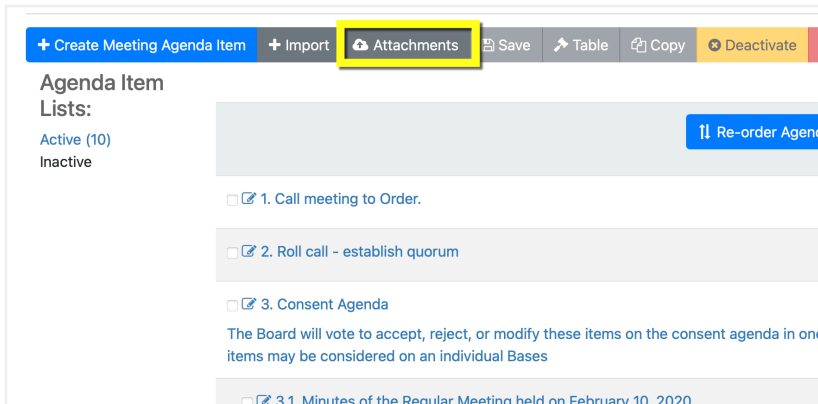 Create Meeting Agenda Item Import Attachments Save Table Copy Deactivate
Agenda Item
Lists:
Active (10)
Inactive
Re-order
1. Call meeting to Order.
2. Roll call - establish quorum
3. Consent Agenda
The Board will vote to accept, reject, or modify these items on the consent agenda in
items may be considered on an individual Bases
3.1. Minutes of the Regular Meeting held on February 10, 2020